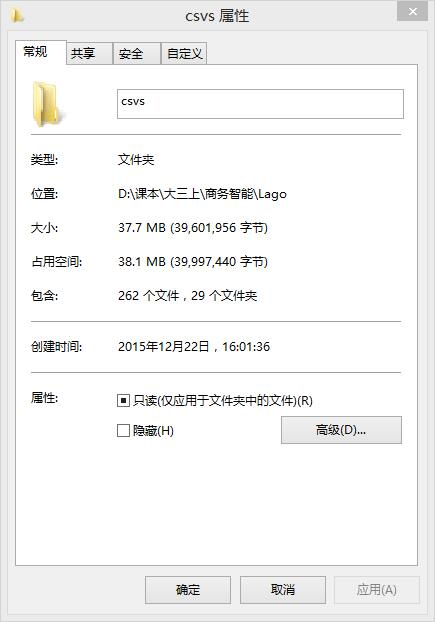 csvs 属性
常规 共享 安全 自定义
csvs
类型: 文件夹
位置: D:\课本\大三上\商务智能\Lago
大小: 37.7 MB (39,601,956 字节)
占用空间: 38.1 MB (39,997,440 字节)
包含: 262 个文件，29 个文件夹
创建时间: 2015年12月22日，16:01:36
属性: 只读(仅应用于文件夹中的文件)(R)
隐藏(H) 高级(D)...
确定 取消 应用(A)